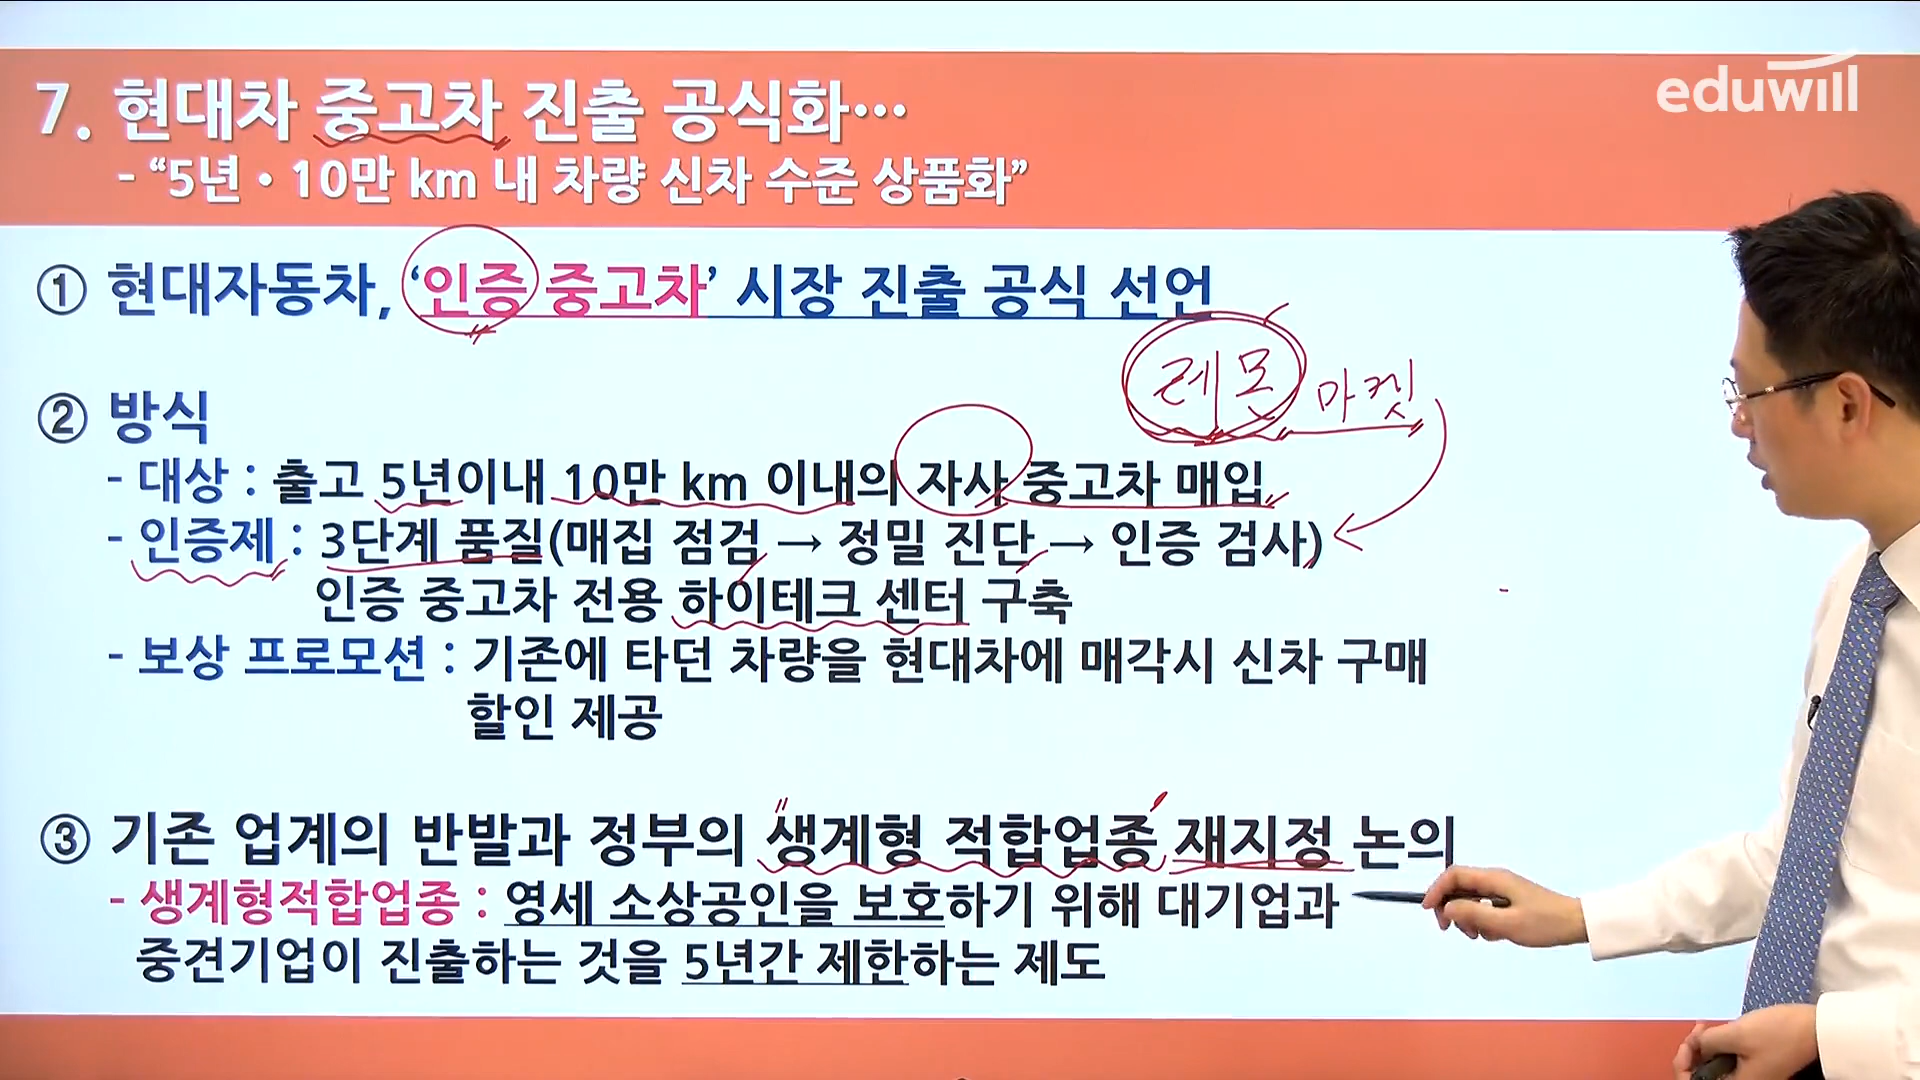 eduwill
7. 현대차 중고차 진출 공식화…
- “5년 · 10만 km 내 차량 신차 수준 상품화”
① 현대자동차, ‘인증 중고차’ 시장 진출 공식 선언
레몬 마켓
② 방식
- 대상 : 출고 5년이내 10만 km 이내의 자사 중고차 매입
- 인증제 : 3단계 품질(매집 점검 → 정밀 진단 → 인증 검사)
인증 중고차 전용 하이테크 센터 구축
- 보상 프로모션 : 기존에 타던 차량을 현대차에 매각시 신차 구매
할인 제공
③ 기존 업계의 반발과 정부의 생계형 적합업종 재지정 논의
- 생계형적합업종 : 영세 소상공인을 보호하기 위해 대기업과
중견기업이 진출하는 것을 5년간 제한하는 제도